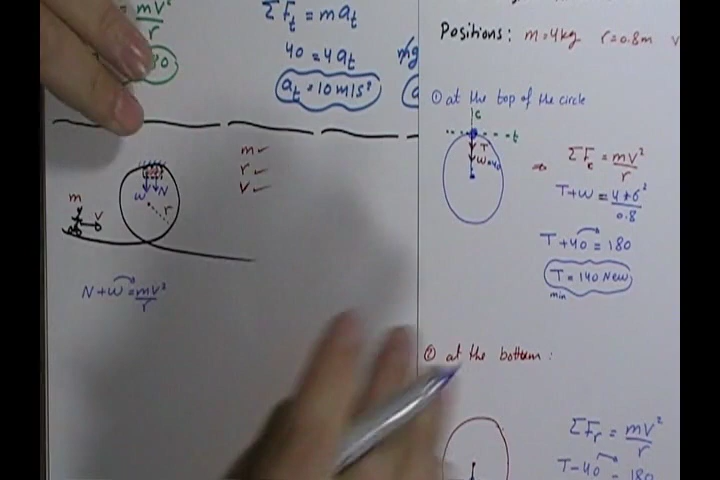 mv²
r
ΣFt = mat
40 = 4at
at = 10 m/s²
m ✓
r ✓
v ✓
m
v
W N
r
N + W = mv²
r
Positions: m = 4kg r = 0.8m v
① at the top of the circle
c
t
T
W=40
ΣFc = mv²
r
T + W = 4 * 6²
0.8
T + 40 = 180
T = 140 New
min
② at the bottom :
ΣFr = mv²
r
T - 40 = 180